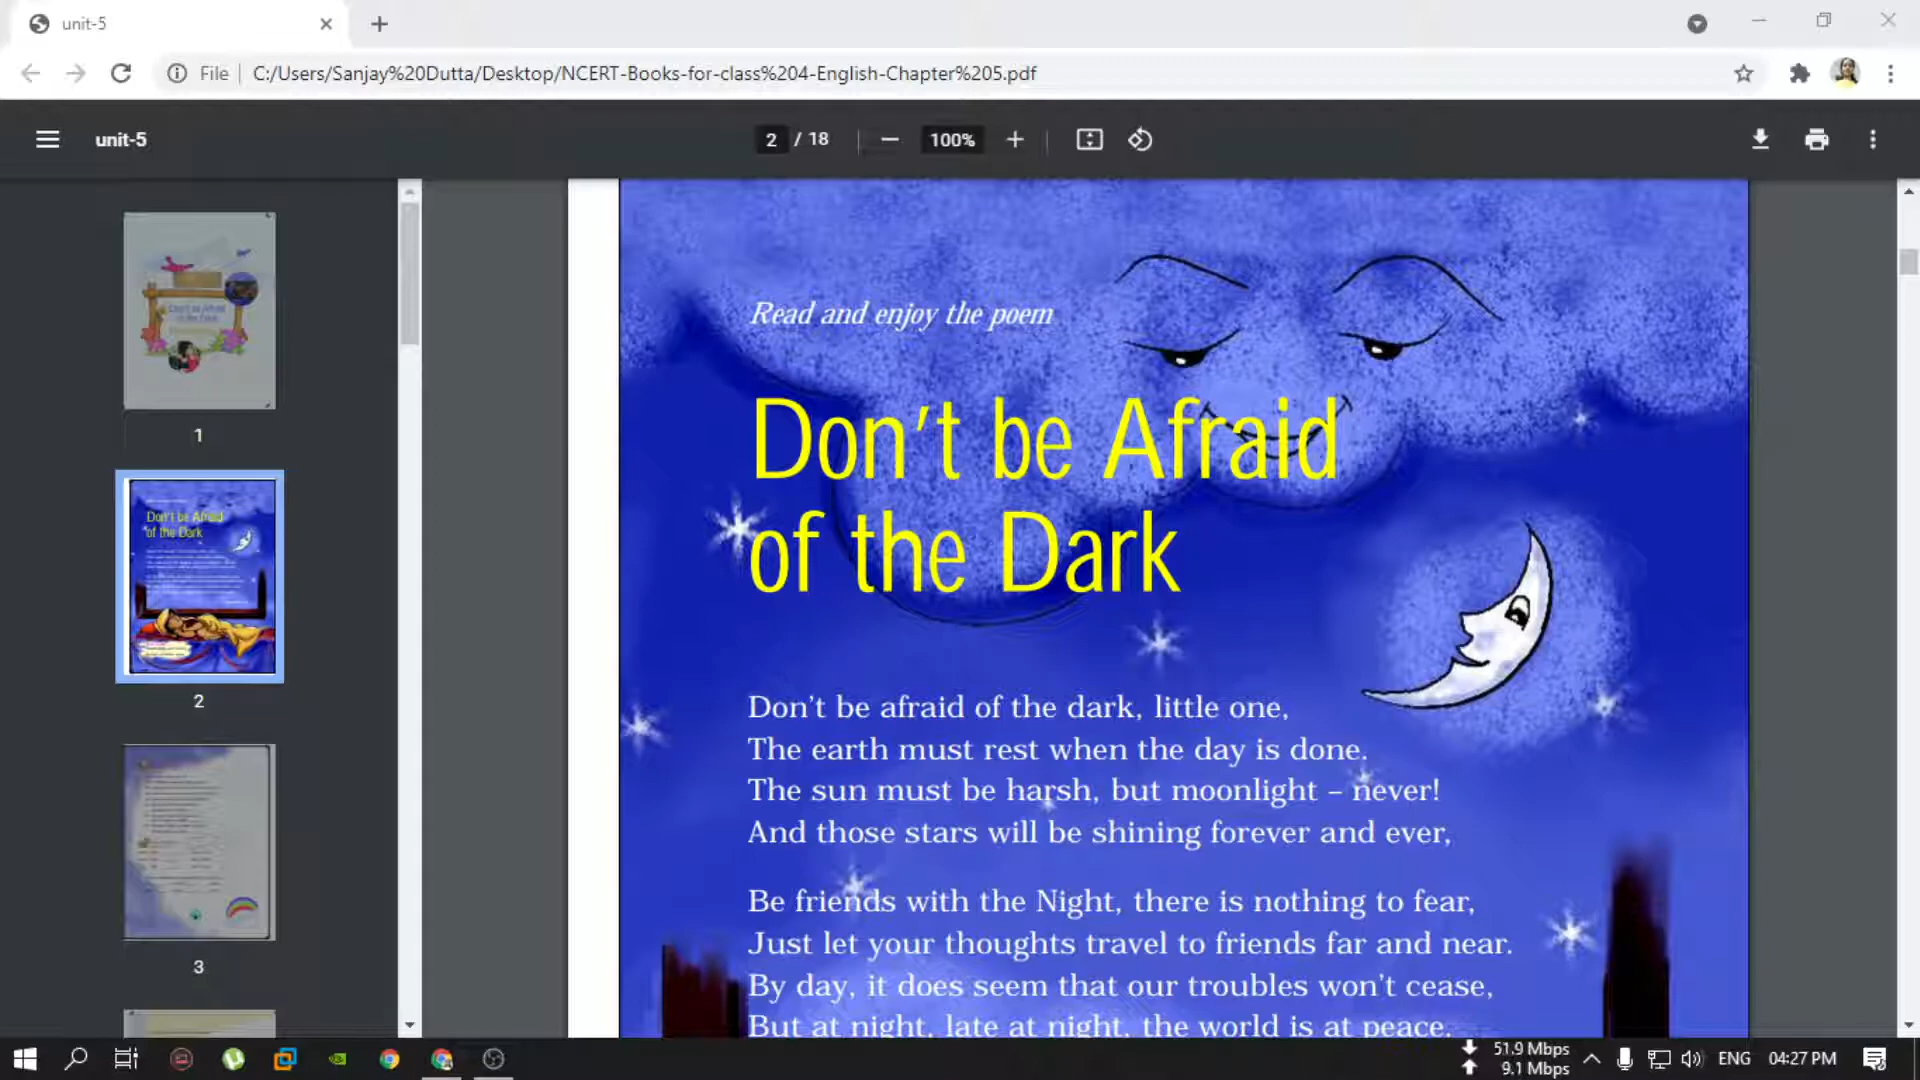 unit-5
File
C:/Users/Sanjay%20Dutta/Desktop/NCERT-Books-for-class%204-English-Chapter%205.pdf
unit-5
2 / 18
100%
Read and enjoy the poem
Don't be Afraid
of the Dark
Don't be afraid of the dark, little one,
The earth must rest when the day is done.
The sun must be harsh, but moonlight – never!
And those stars will be shining forever and ever,
Be friends with the Night, there is nothing to fear,
Just let your thoughts travel to friends far and near.
By day, it does seem that our troubles won't cease,
But at night, late at night, the world is at peace.
1
Don't be Afraid
of the Dark
2
3
51.9 Mbps
9.1 Mbps
ENG
04:27 PM